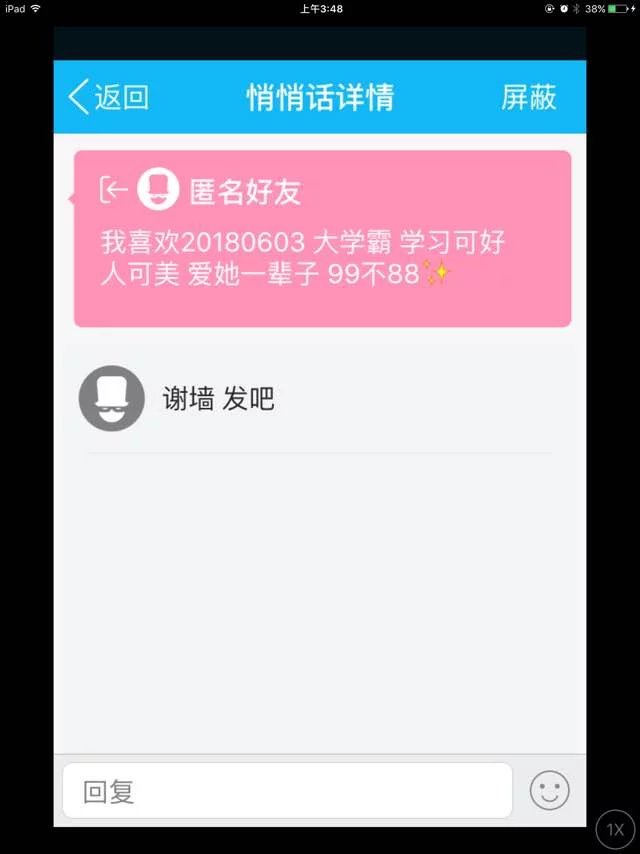 iPad 上午3:48 38%
返回 悄悄话详情 屏蔽
匿名好友
我喜欢20180603 大学霸 学习可好
人可美 爱她一辈子 99不88✨
谢墙 发吧
回复
1X